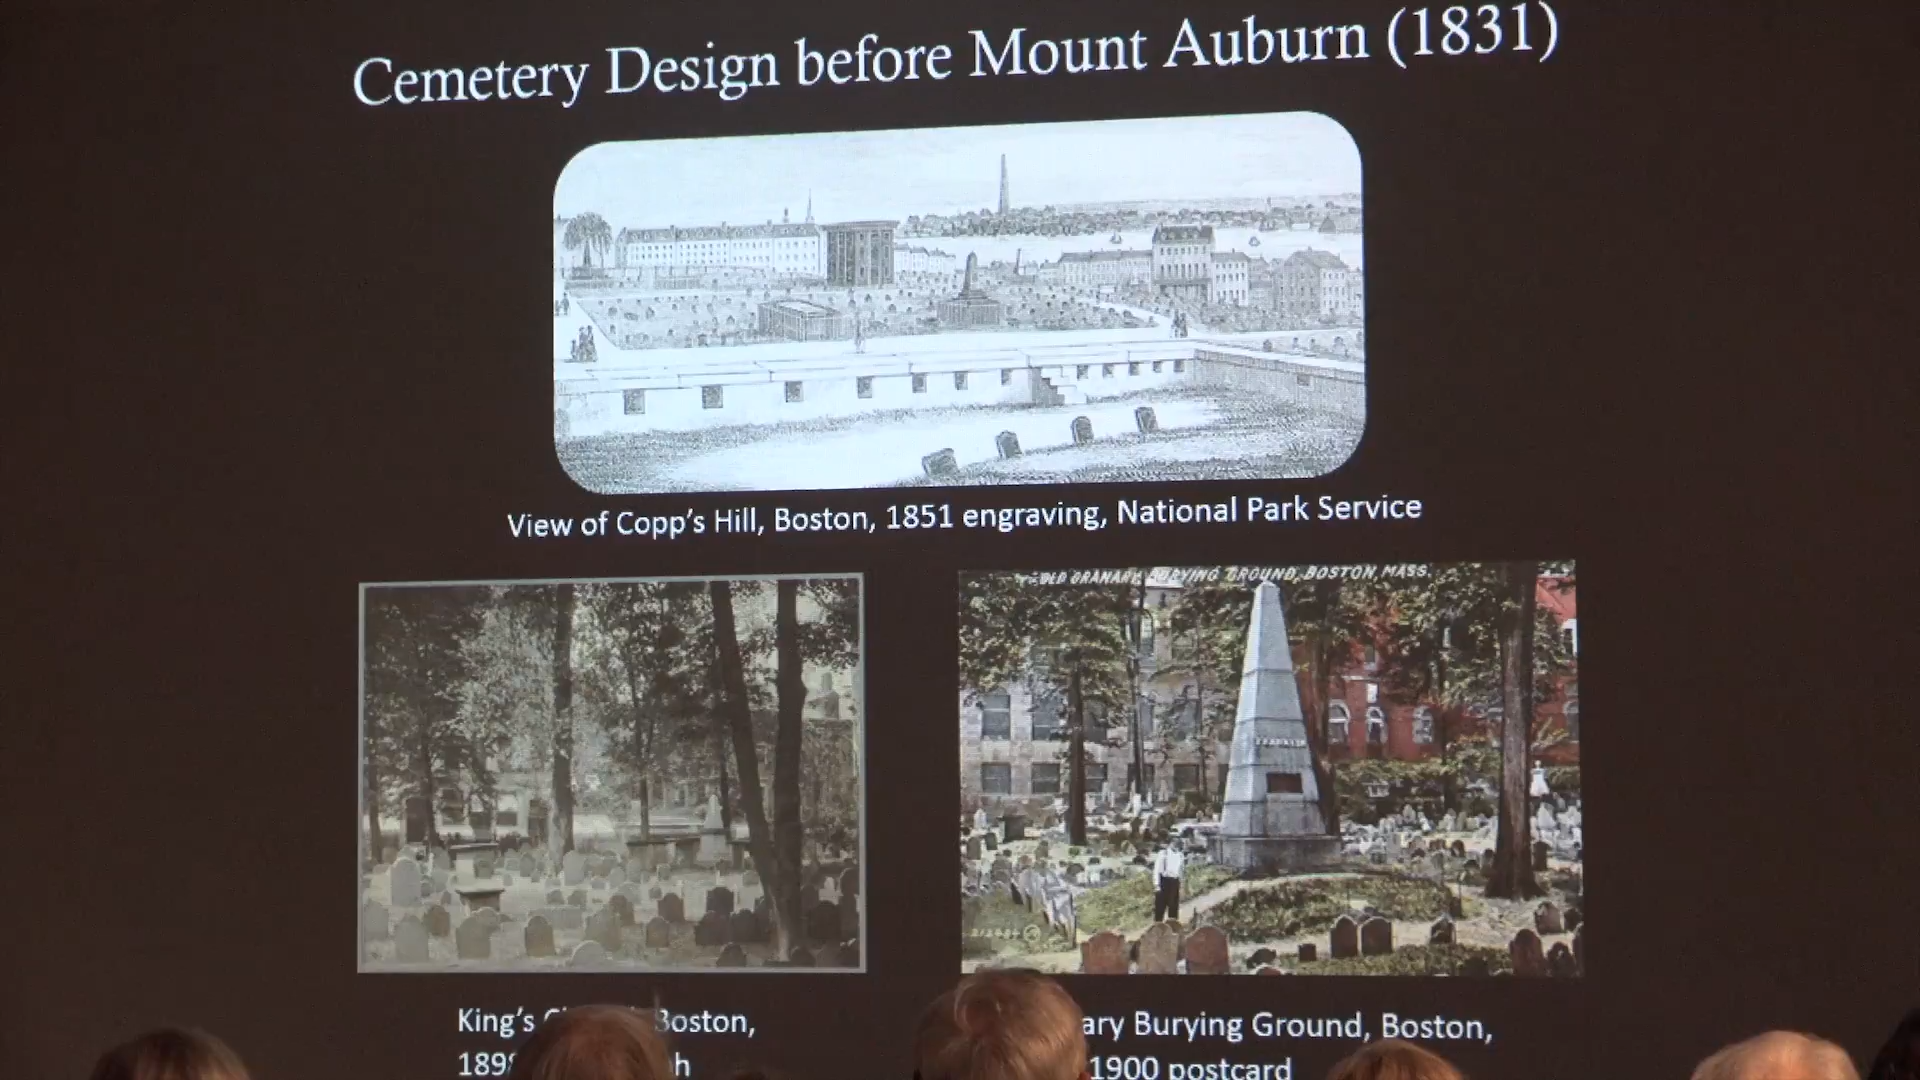 Cemetery Design before Mount Auburn (1831)
View of Copp's Hill, Boston, 1851 engraving, National Park Service
OLD GRANARY BURYING GROUND, BOSTON, MASS.
FRANKLIN
King's Boston,
Burying Ground, Boston,
1900 postcard